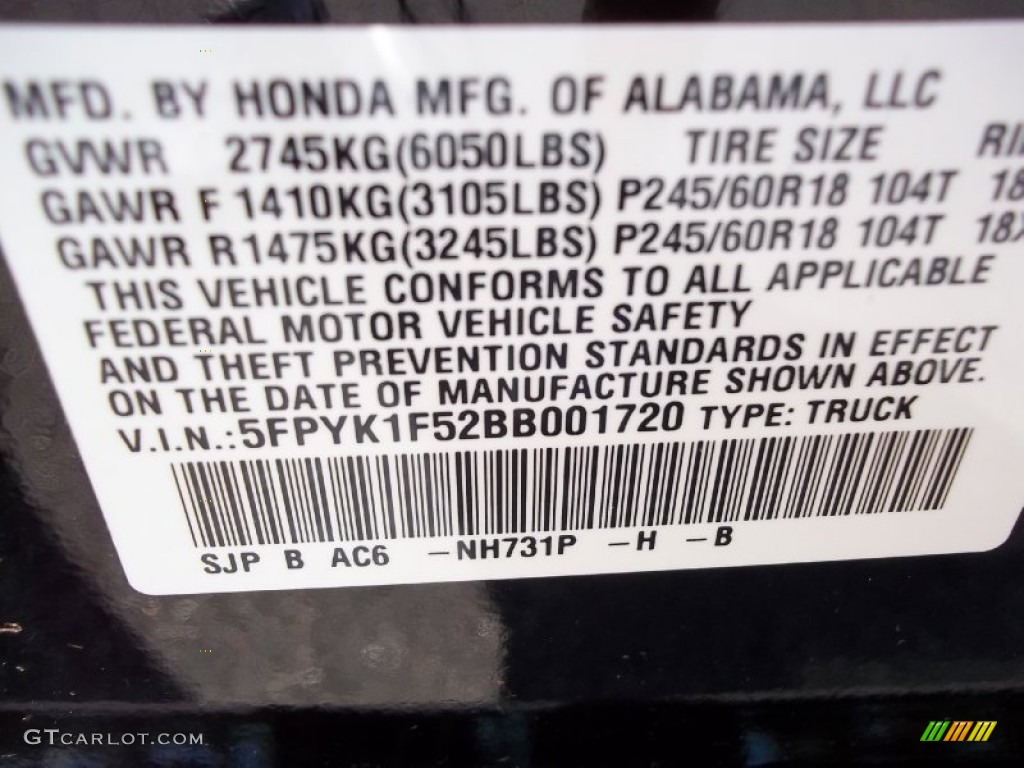 MFD. BY HONDA MFG. OF ALABAMA, LLC
GVWR 2745KG(6050LBS) TIRE SIZE
GAWR F 1410KG(3105LBS) P245/60R18 104T 18
GAWR R1475KG(3245LBS) P245/60R18 104T 18X
THIS VEHICLE CONFORMS TO ALL APPLICABLE
FEDERAL MOTOR VEHICLE SAFETY
AND THEFT PREVENTION STANDARDS IN EFFECT
ON THE DATE OF MANUFACTURE SHOWN ABOVE.
V.I.N.:5FPYK1F52BB001720 TYPE: TRUCK
SJP B AC6 –NH731P –H –B
GTCARLOT.COM